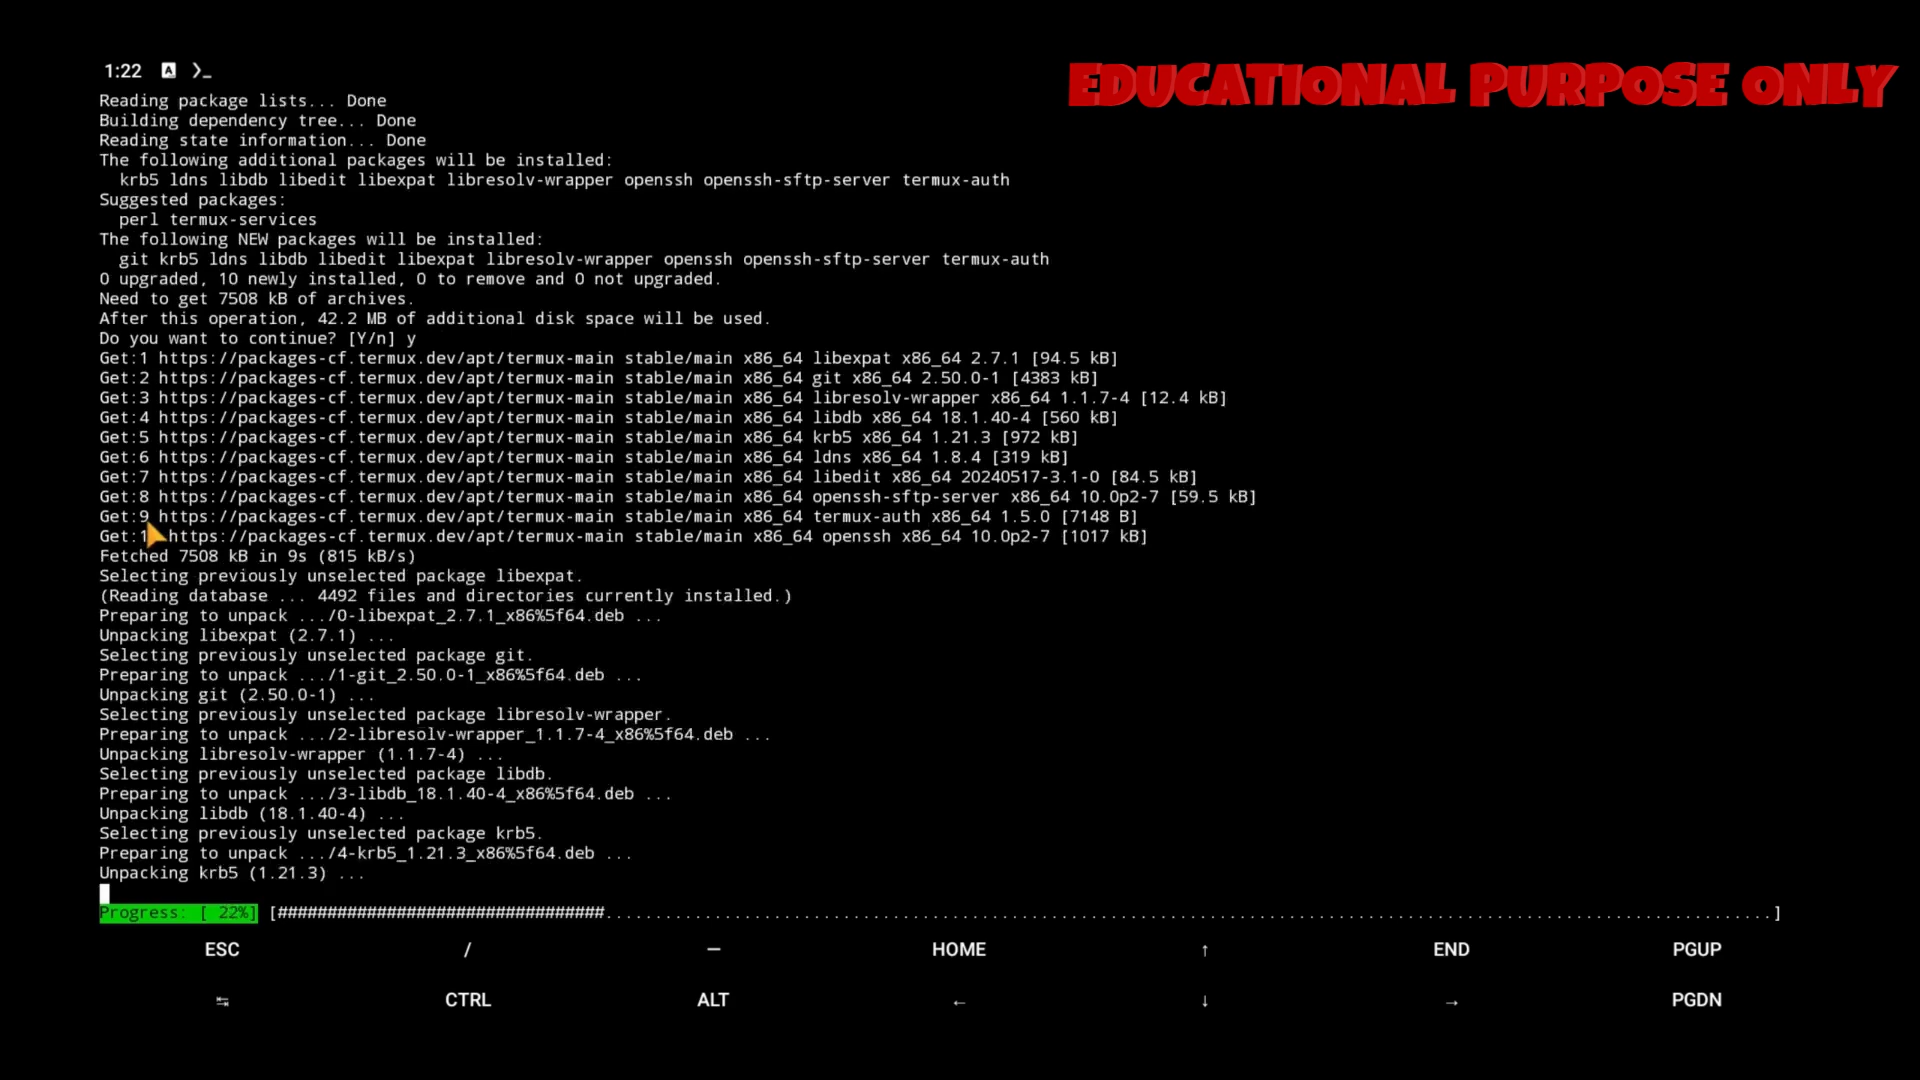 1:22 A ❯_
EDUCATIONAL PURPOSE ONLY
Reading package lists... Done
Building dependency tree... Done
Reading state information... Done
The following additional packages will be installed:
  krb5 ldns libdb libedit libexpat libresolv-wrapper openssh openssh-sftp-server termux-auth
Suggested packages:
  perl termux-services
The following NEW packages will be installed:
  git krb5 ldns libdb libedit libexpat libresolv-wrapper openssh openssh-sftp-server termux-auth
0 upgraded, 10 newly installed, 0 to remove and 0 not upgraded.
Need to get 7508 kB of archives.
After this operation, 42.2 MB of additional disk space will be used.
Do you want to continue? [Y/n] y
Get:1 https://packages-cf.termux.dev/apt/termux-main stable/main x86_64 libexpat x86_64 2.7.1 [94.5 kB]
Get:2 https://packages-cf.termux.dev/apt/termux-main stable/main x86_64 git x86_64 2.50.0-1 [4383 kB]
Get:3 https://packages-cf.termux.dev/apt/termux-main stable/main x86_64 libresolv-wrapper x86_64 1.1.7-4 [12.4 kB]
Get:4 https://packages-cf.termux.dev/apt/termux-main stable/main x86_64 libdb x86_64 18.1.40-4 [560 kB]
Get:5 https://packages-cf.termux.dev/apt/termux-main stable/main x86_64 krb5 x86_64 1.21.3 [972 kB]
Get:6 https://packages-cf.termux.dev/apt/termux-main stable/main x86_64 ldns x86_64 1.8.4 [319 kB]
Get:7 https://packages-cf.termux.dev/apt/termux-main stable/main x86_64 libedit x86_64 20240517-3.1-0 [84.5 kB]
Get:8 https://packages-cf.termux.dev/apt/termux-main stable/main x86_64 openssh-sftp-server x86_64 10.0p2-7 [59.5 kB]
Get:9 https://packages-cf.termux.dev/apt/termux-main stable/main x86_64 termux-auth x86_64 1.5.0 [7148 B]
https://packages-cf.termux.dev/apt/termux-main stable/main x86_64 openssh x86_64 10.0p2-7 [1017 kB]
Fetched 7508 kB in 9s (815 kB/s)
Selecting previously unselected package libexpat.
(Reading database ... 4492 files and directories currently installed.)
Preparing to unpack .../0-libexpat_2.7.1_x86%5f64.deb ...
Unpacking libexpat (2.7.1) ...
Selecting previously unselected package git.
Preparing to unpack .../1-git_2.50.0-1_x86%5f64.deb ...
Unpacking git (2.50.0-1) ...
Selecting previously unselected package libresolv-wrapper.
Preparing to unpack .../2-libresolv-wrapper_1.1.7-4_x86%5f64.deb ...
Unpacking libresolv-wrapper (1.1.7-4) ...
Selecting previously unselected package libdb.
Preparing to unpack .../3-libdb_18.1.40-4_x86%5f64.deb ...
Unpacking libdb (18.1.40-4) ...
Selecting previously unselected package krb5.
Preparing to unpack .../4-krb5_1.21.3_x86%5f64.deb ...
Unpacking krb5 (1.21.3) ...
Progress: [ 22%] [#################################......................................................................................................................]
ESC / — HOME ↑ END PGUP
↹ CTRL ALT ← ↓ → PGDN